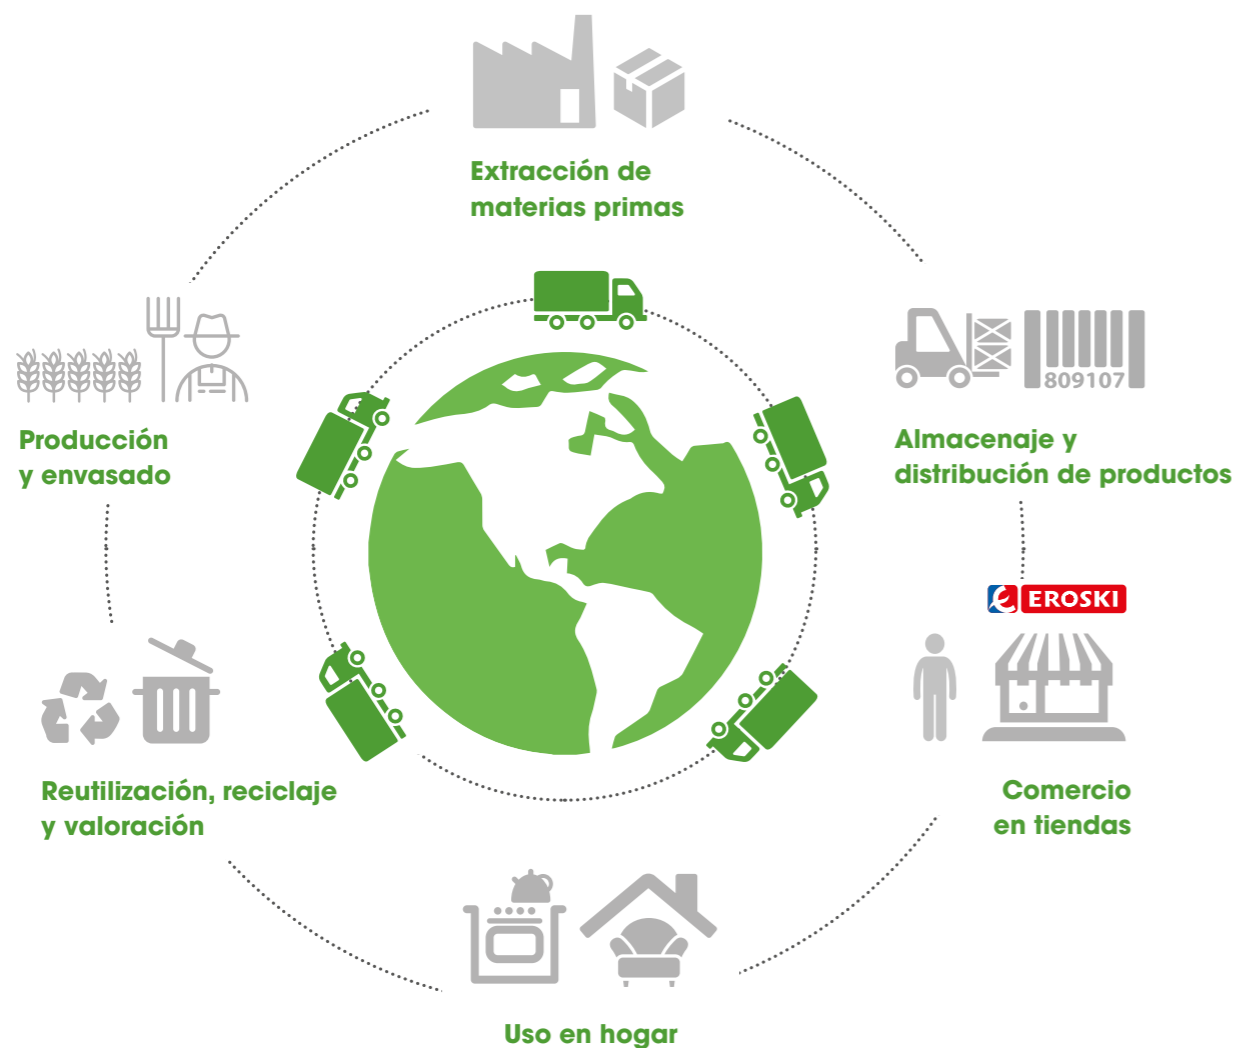 Extracción de
materias primas
809107
Almacenaje y
distribución de productos
Producción
y envasado
EROSKI
Comercio
en tiendas
Reutilización, reciclaje
y valoración
Uso en hogar